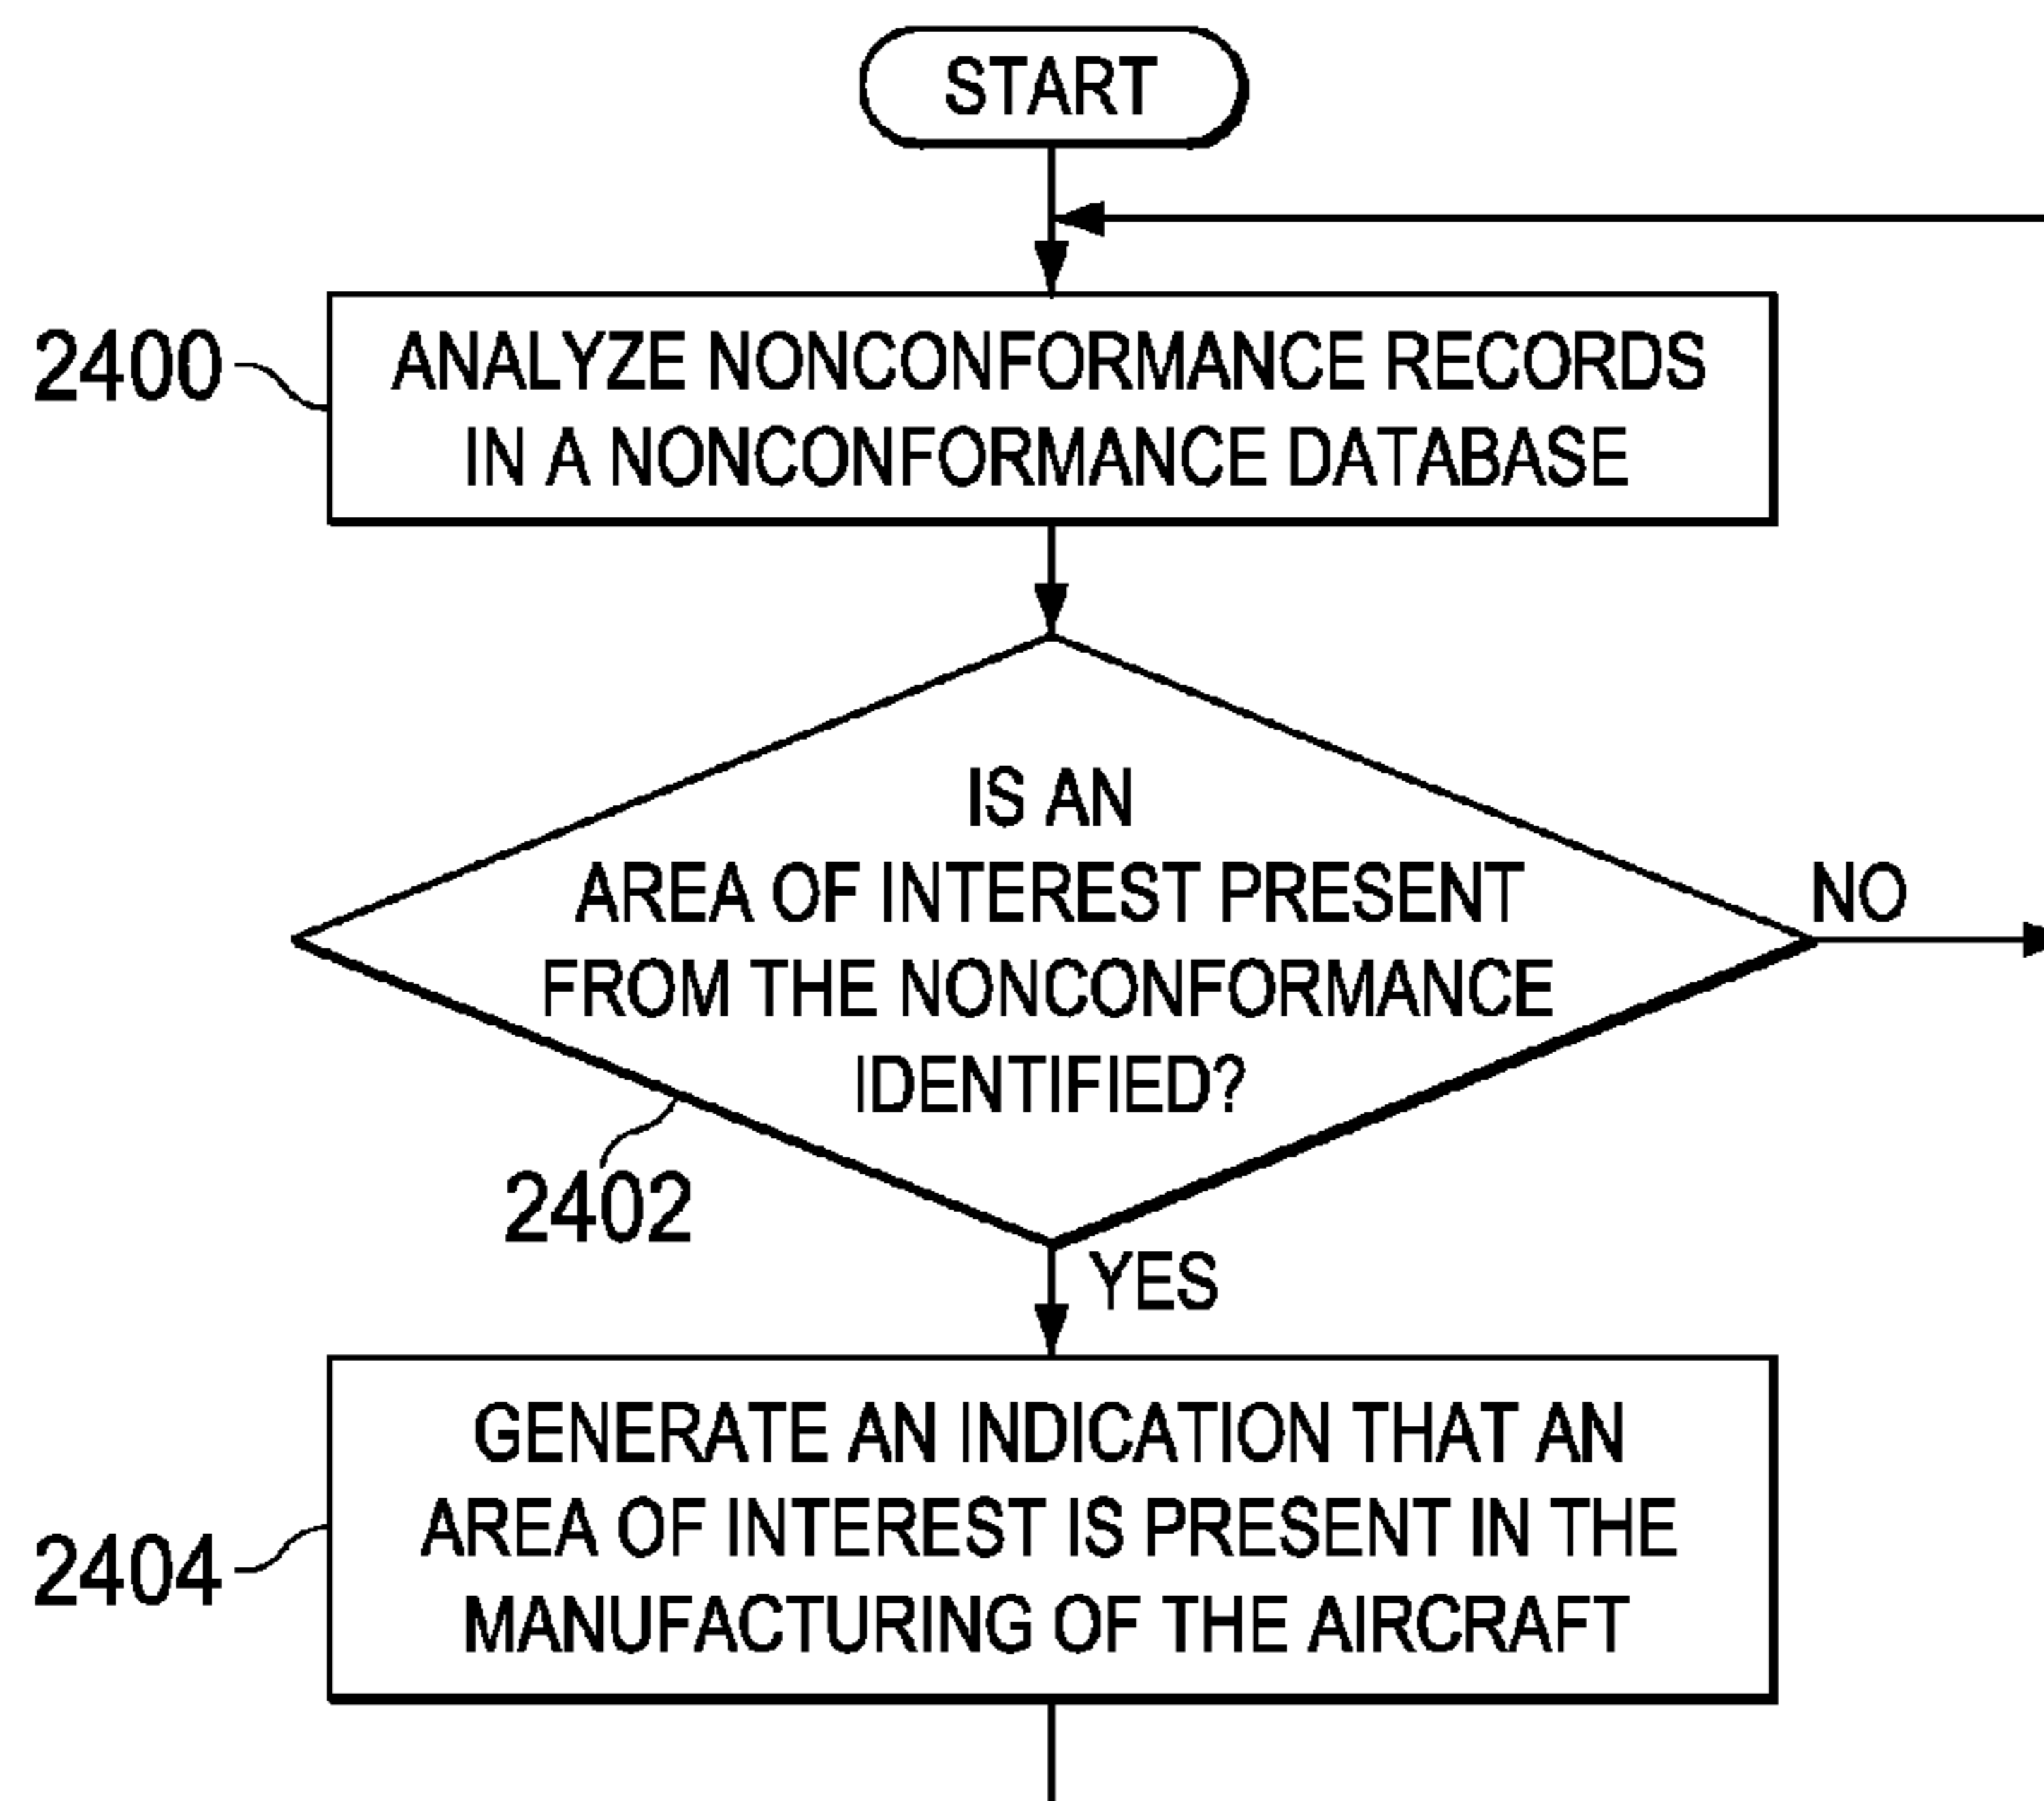 START
2400
ANALYZE NONCONFORMANCE RECORDS
IN A NONCONFORMANCE DATABASE
IS AN
AREA OF INTEREST PRESENT
FROM THE NONCONFORMANCE
IDENTIFIED?
NO
2402
YES
2404
GENERATE AN INDICATION THAT AN
AREA OF INTEREST IS PRESENT IN THE
MANUFACTURING OF THE AIRCRAFT